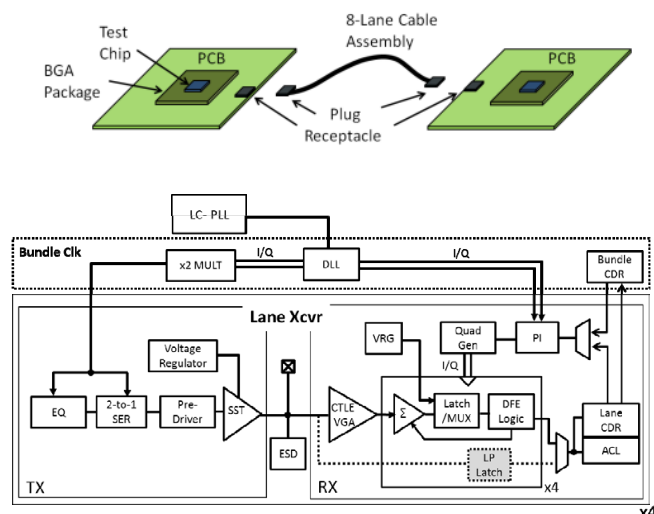 Test
Chip
PCB
BGA
Package
8-Lane Cable
Assembly
PCB
Plug
Receptacle
LC- PLL
Bundle Clk
x2 MULT
I/Q
DLL
I/Q
Bundle
CDR
Lane Xcvr
Voltage
Regulator
VRG
Quad
Gen
PI
I/Q
EQ
2-to-1
SER
Pre-
Driver
SST
ESD
CTLE
VGA
Σ
Latch
/MUX
DFE
Logic
Lane
CDR
ACL
LP
Latch
x4
TX
RX
x4